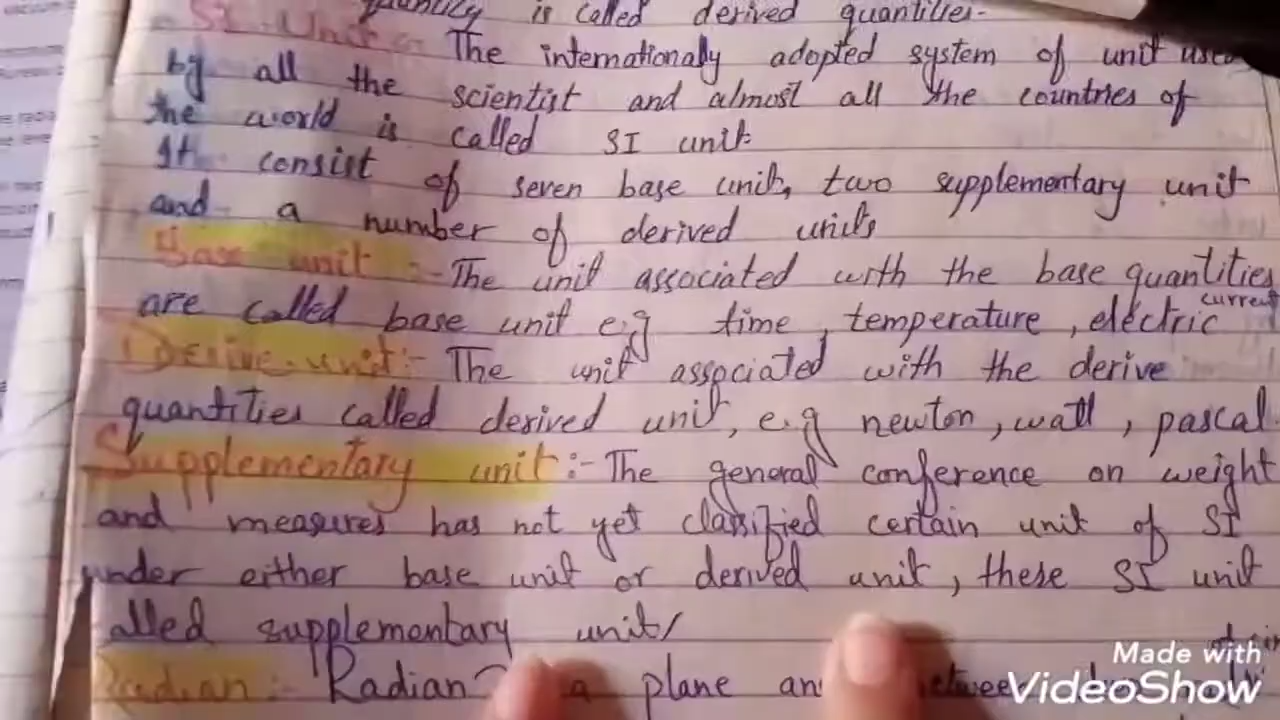 quantity is called derived quantities-
SI Unit :- The internationaly adopted system of unit used
by all the scientist and almost all the countries of
the world is called SI unit
It consist of seven base unit, two supplementary unit
and a number of derived units
Base unit :- The unit associated with the base quantities
are called base unit e.g time, temperature, electric current
Derive unit:- The unit associated with the derive
quantities called derived unit, e.g newton, watt, pascal.
Supplementary unit:- The general conference on weight
and measures has not yet classified certain unit of SI
under either base unit or derived unit, these SI unit
alled supplementary unit/
Radian:- Radian a plane
Made with
VideoShow